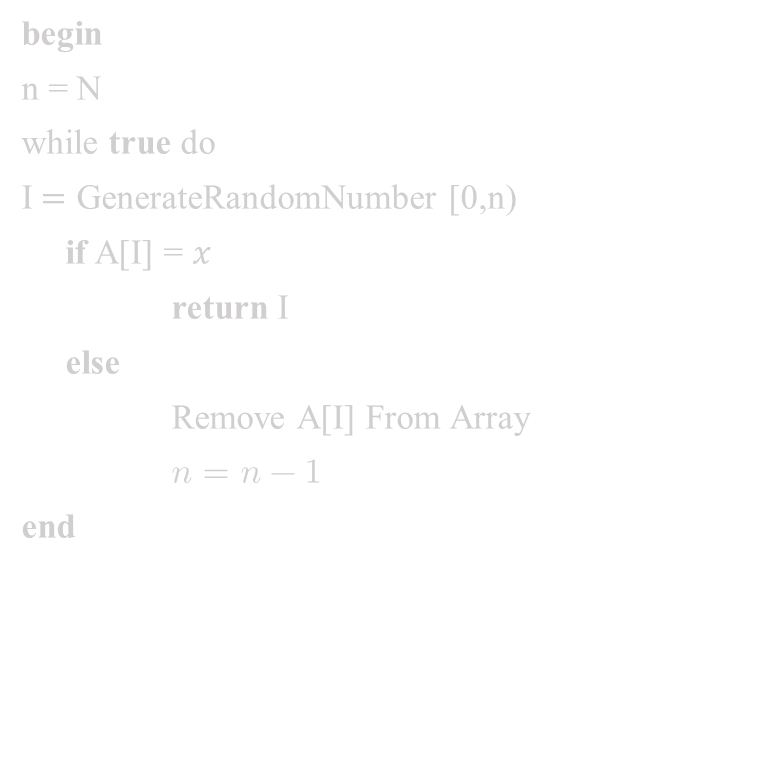 begin
n = N
while true do
I = GenerateRandomNumber [0,n)
if A[I] = x
return I
else
Remove A[I] From Array
n = n − 1
end